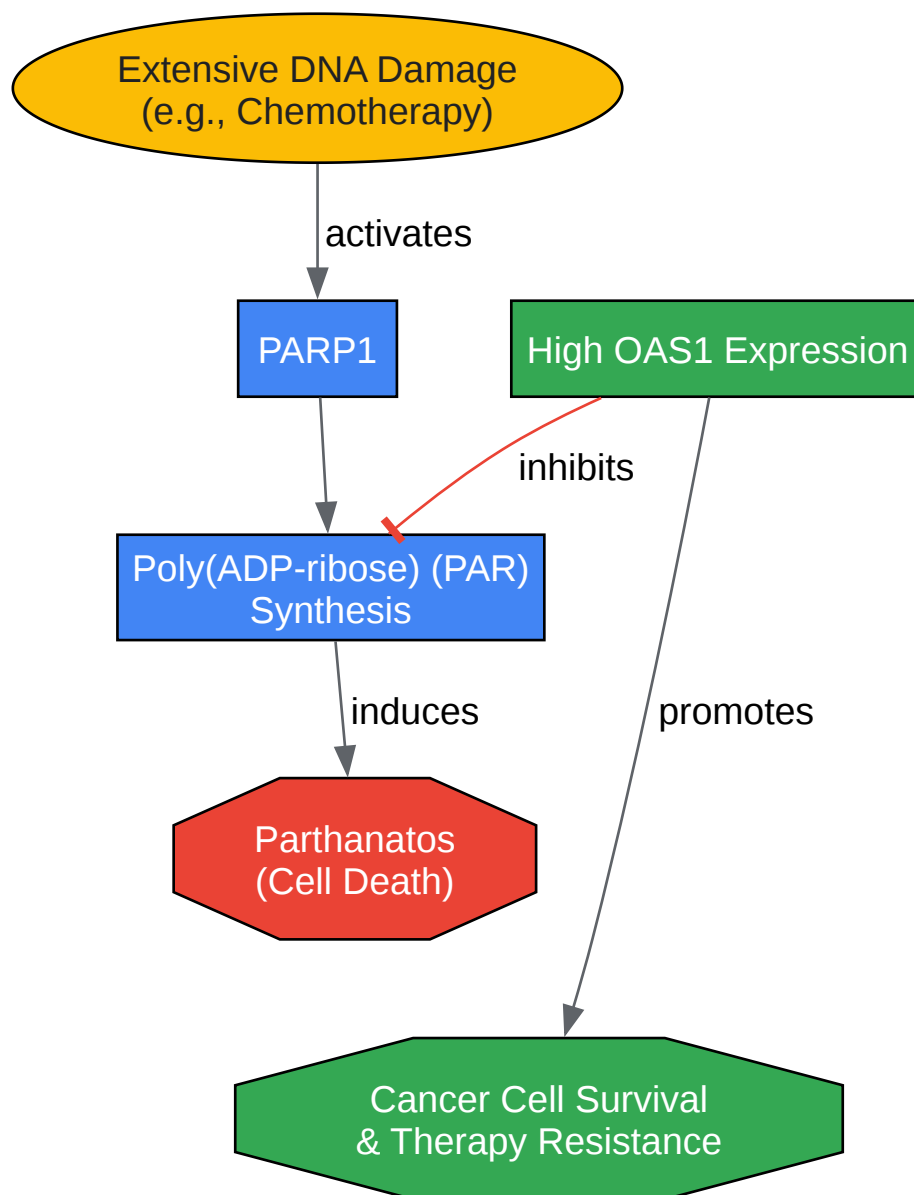 Extensive DNA Damage
(e.g., Chemotherapy)
activates
PARP1
High OAS1 Expression
inhibits
Poly(ADP-ribose) (PAR)
Synthesis
induces
promotes
Parthanatos
(Cell Death)
Cancer Cell Survival
& Therapy Resistance